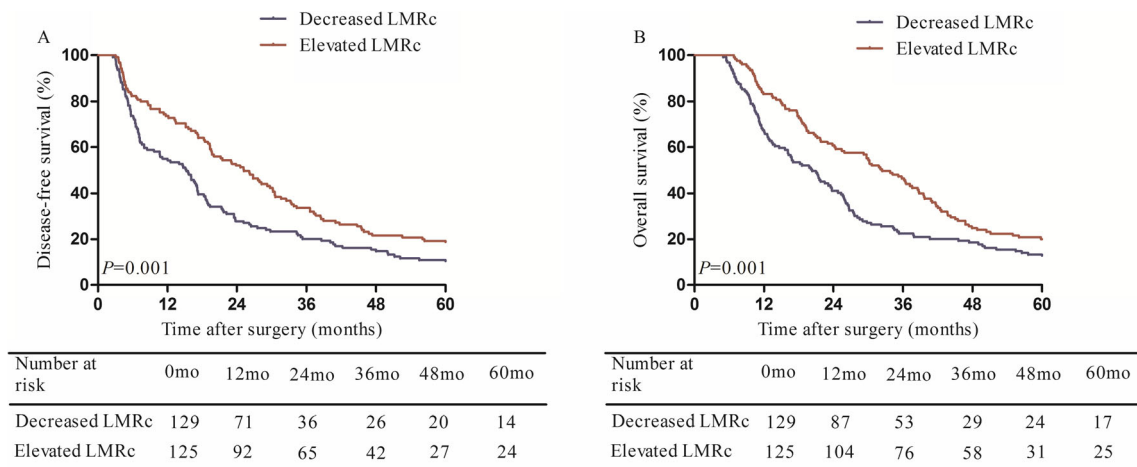 A
Decreased LMRc
Elevated LMRc
Disease-free survival (%)
100
80
60
40
20
0
P=0.001
0 12 24 36 48 60
Time after surgery (months)
Number at
risk
0mo 12mo 24mo 36mo 48mo 60mo
Decreased LMRc 129 71 36 26 20 14
Elevated LMRc 125 92 65 42 27 24
B
Decreased LMRc
Elevated LMRc
Overall survival (%)
100
80
60
40
20
0
P=0.001
0 12 24 36 48 60
Time after surgery (months)
Number at
risk
0mo 12mo 24mo 36mo 48mo 60mo
Decreased LMRc 129 87 53 29 24 17
Elevated LMRc 125 104 76 58 31 25